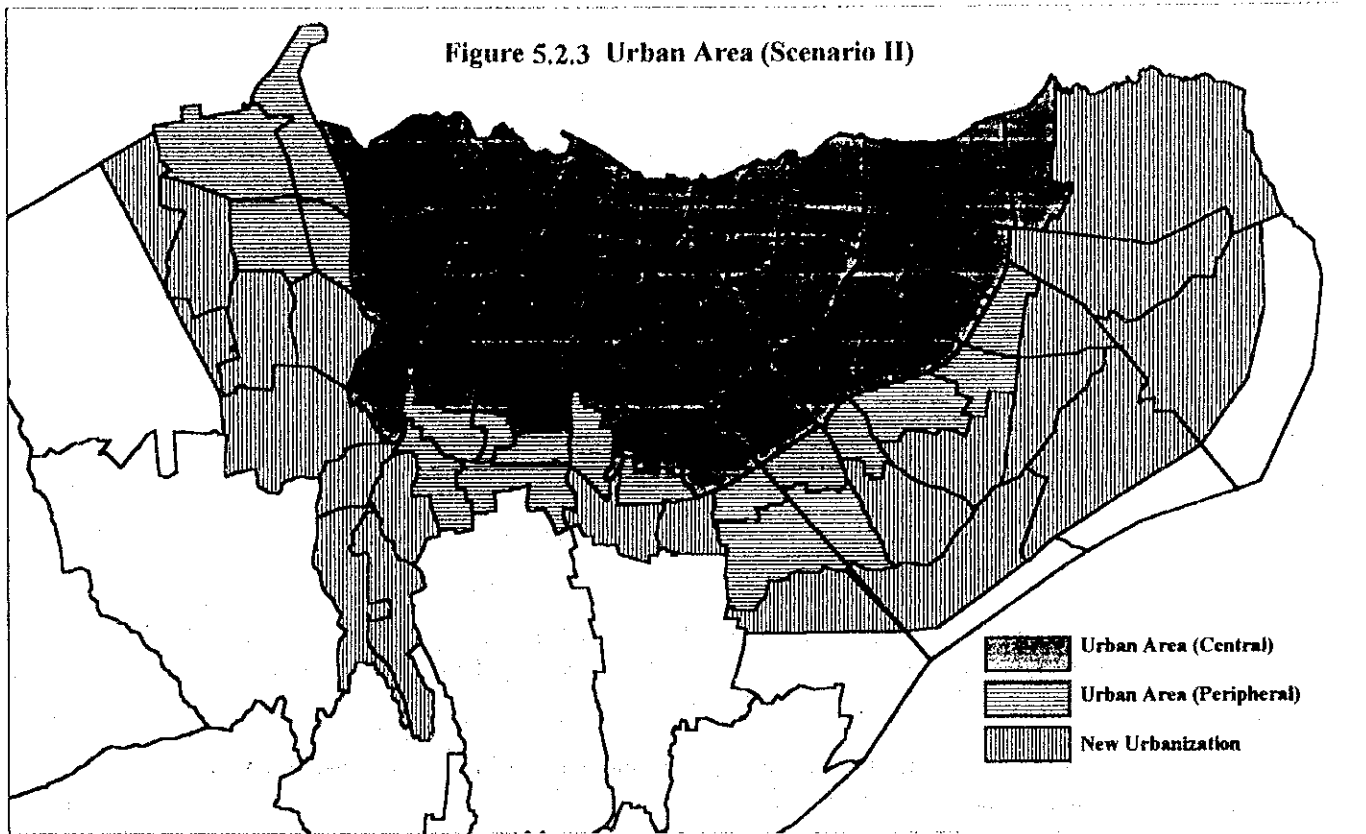 Figure 5.2.3 Urban Area (Scenario II)
Urban Area (Central)
Urban Area (Peripheral)
New Urbanization